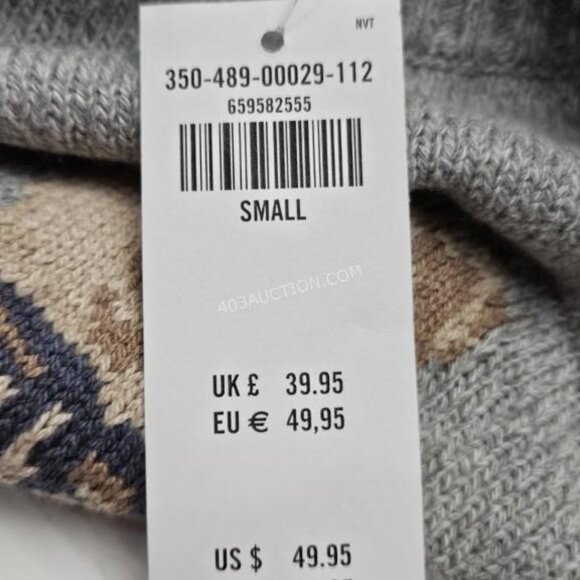 NVT
350-489-00029-112
659582555
SMALL
403AUCTION.COM
UK £ 39.95
EU € 49,95
US $ 49.95